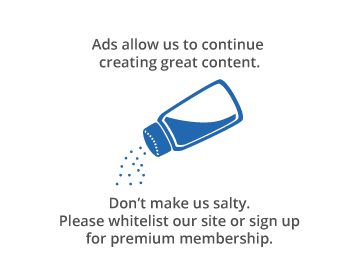 Ads allow us to continue
creating great content.
Don't make us salty.
Please whitelist our site or sign up
for premium membership.